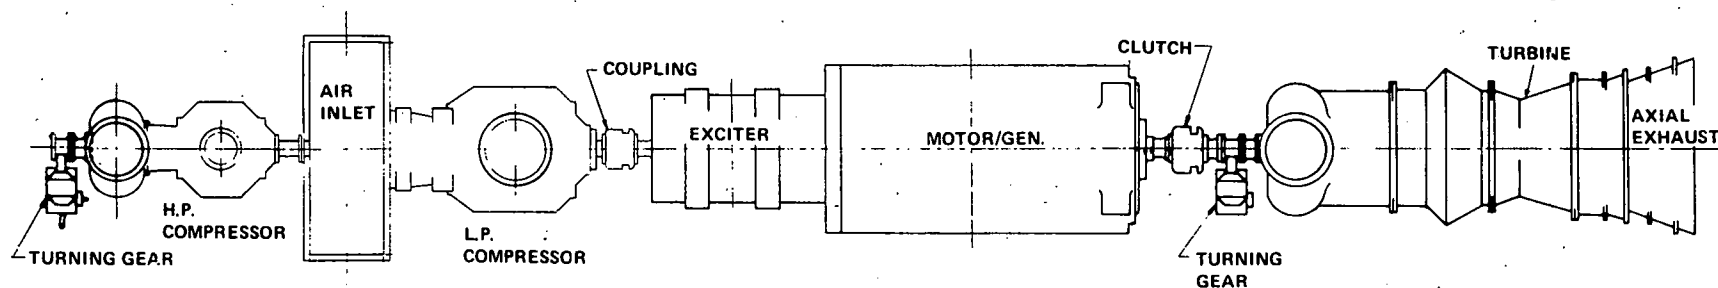 TURNING GEAR
H.P.
COMPRESSOR
AIR
INLET
L.P.
COMPRESSOR
COUPLING
EXCITER
MOTOR/GEN.
CLUTCH
TURNING
GEAR
TURBINE
AXIAL
EXHAUST